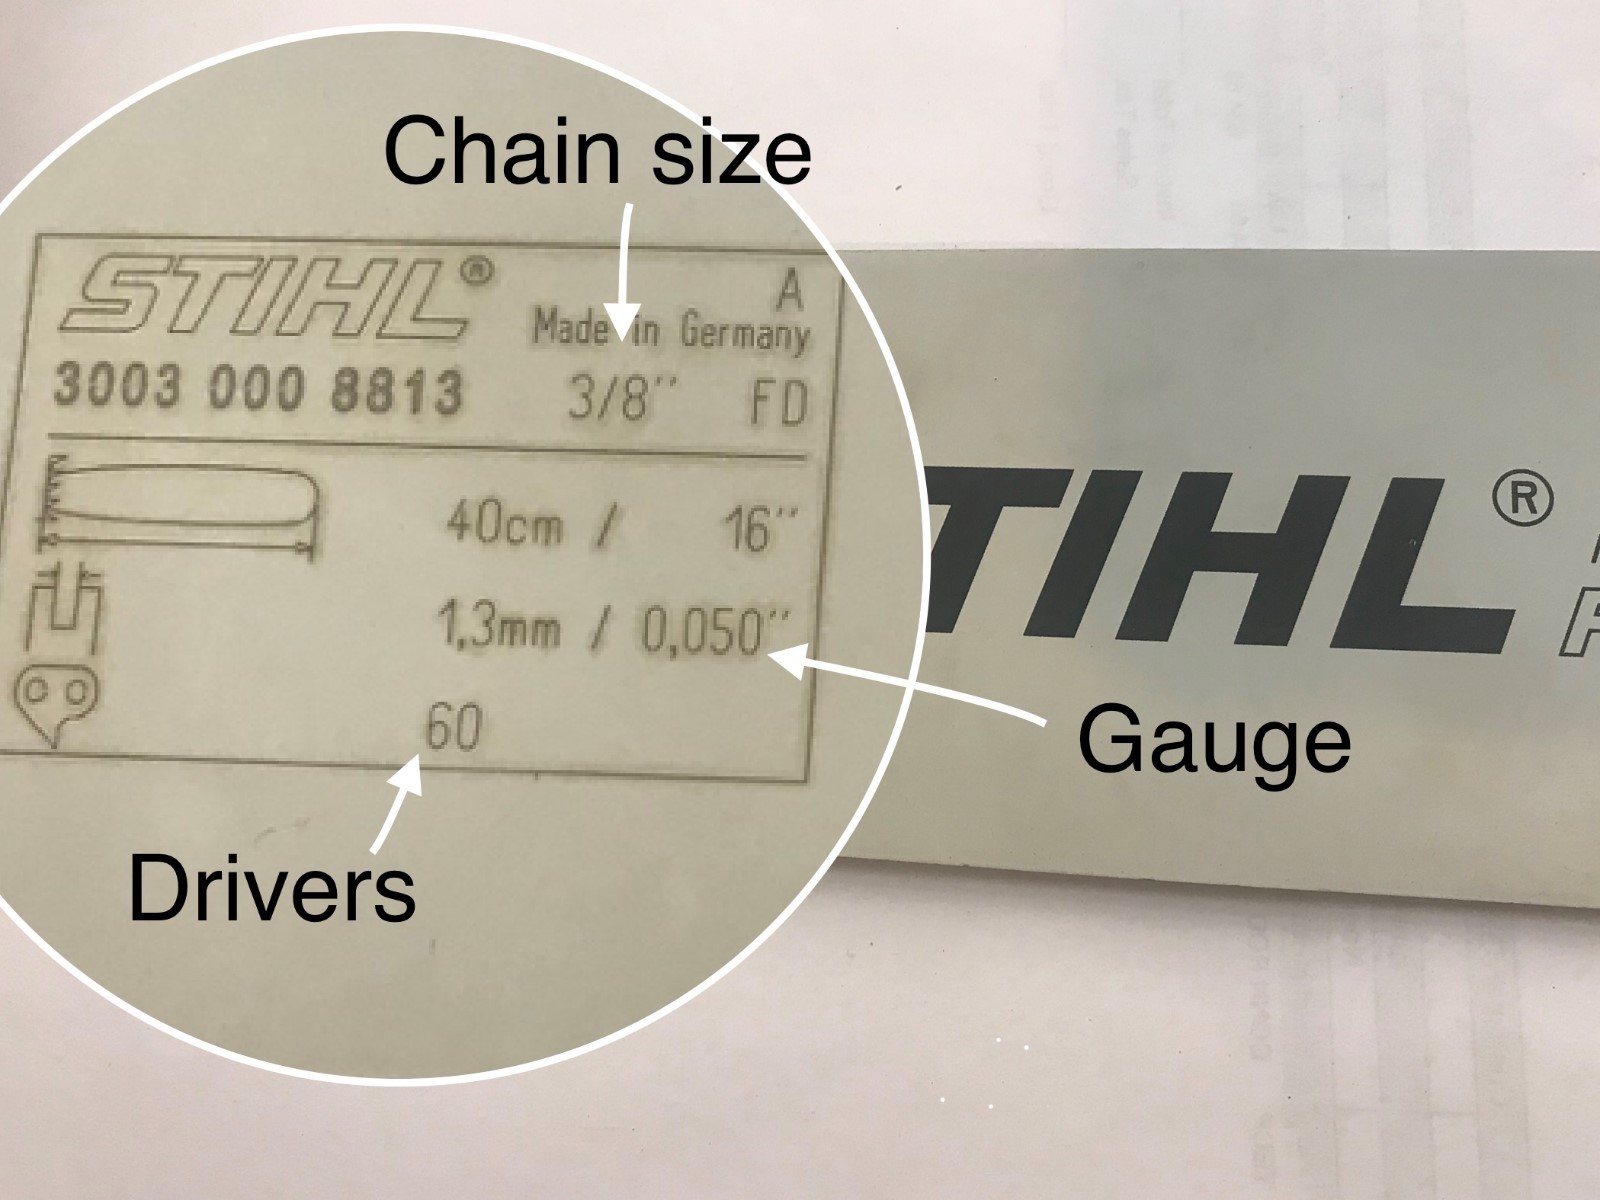 Chain size
STIHL®
A
Made in Germany
3003 000 8813
3/8" FD
40cm / 16"
1,3mm / 0,050"
60
TIHL®
Gauge
Drivers